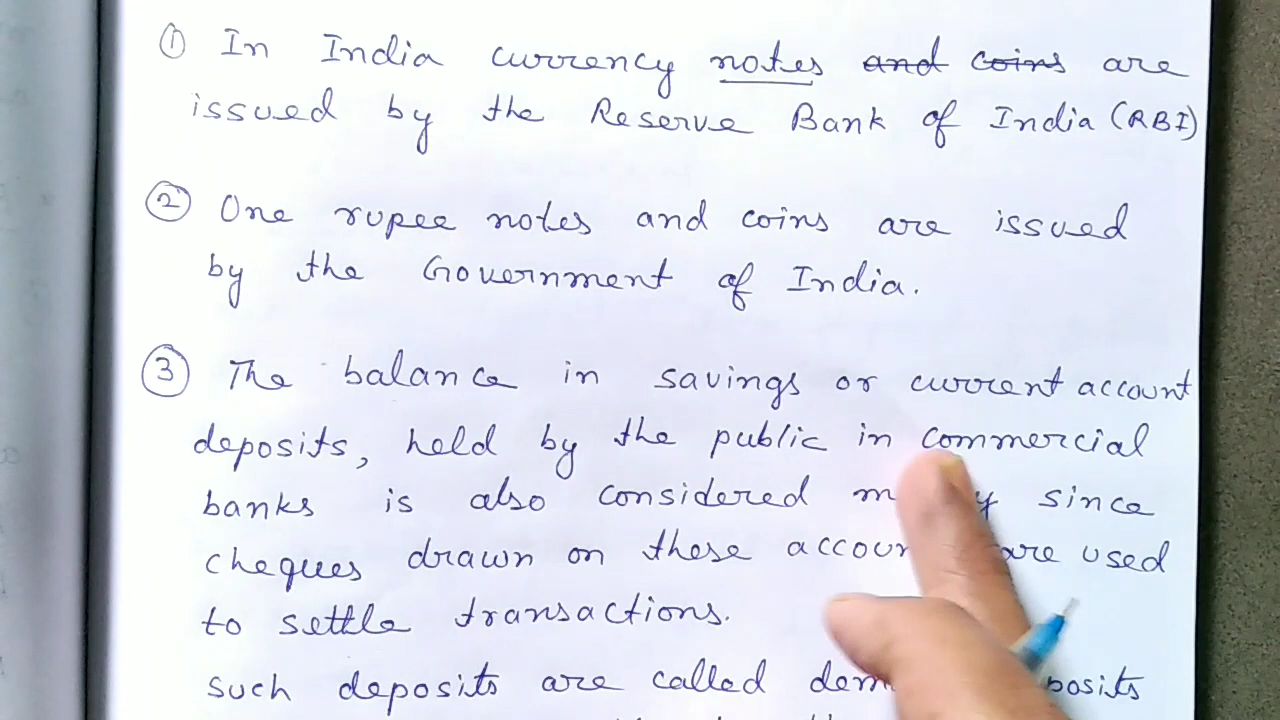 ① In India currency notes and coins are
issued by the Reserve Bank of India (RBI)
② One rupee notes and coins are issued
by the Government of India.
③ The balance in savings or current account
deposits, held by the public in commercial
banks is also considered since
cheques drawn on these are used
to settle transactions.
such deposits are called